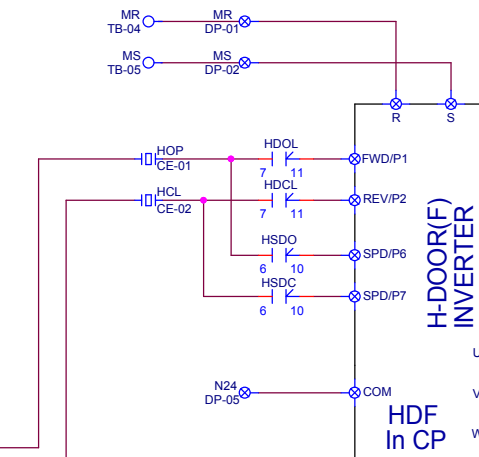 MR MR
TB-04 DP-01
MS MS
TB-05 DP-02
R S
HOP HDOL
CE-01 7 11 FWD/P1
HCL HDCL
CE-02 7 11 REV/P2
HSDO
6 10 SPD/P6
HSDC
6 10 SPD/P7
H-DOOR(F)
INVERTER
U
N24
DP-05 COM V
HDF
In CP W